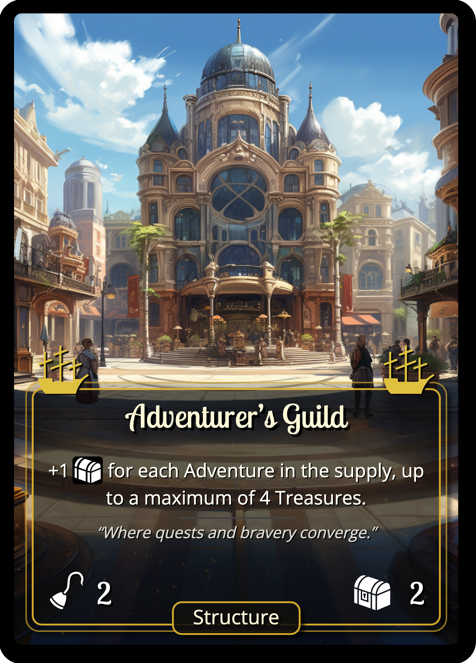 Adventurer's Guild
+1 for each Adventure in the supply, up
to a maximum of 4 Treasures.
"Where quests and bravery converge."
2
2
Structure